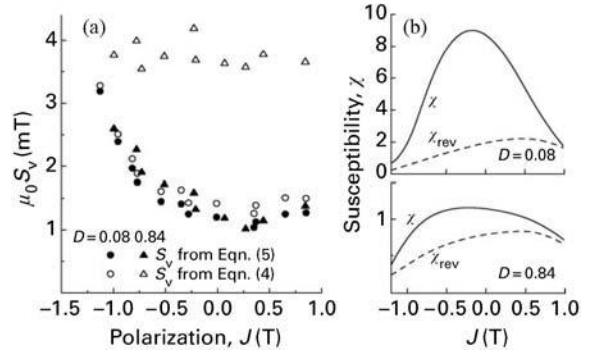 (a)
4
3
2
1
μ₀Sᵥ (mT)
D = 0.08 0.84
● ▲ Sᵥ from Eqn. (5)
○ △ Sᵥ from Eqn. (4)
−1.5 −1.0 −0.5 0.0 0.5 1.0
Polarization, J (T)
(b)
10
8
6
4
2
0
Susceptibility, χ
χ
χrev
D = 0.08
1
χ
χrev
D = 0.84
−1.0 −0.5 0.0 0.5 1.0
J (T)